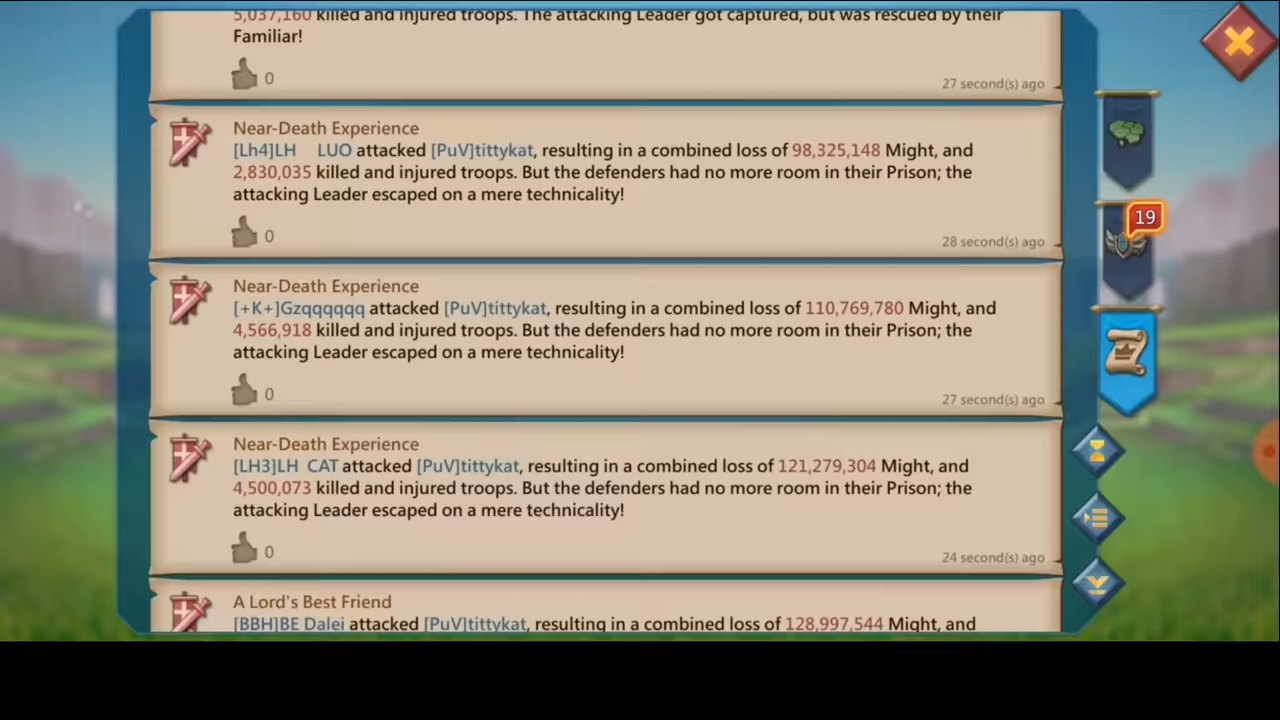 5,037,160 killed and injured troops. The attacking Leader got captured, but was rescued by their
Familiar!
0
27 second(s) ago
Near-Death Experience
[Lh4]LH LUO attacked [PuV]tittykat, resulting in a combined loss of 98,325,148 Might, and
2,830,035 killed and injured troops. But the defenders had no more room in their Prison; the
attacking Leader escaped on a mere technicality!
0
28 second(s) ago
19
Near-Death Experience
[+K+]Gzqqqqqq attacked [PuV]tittykat, resulting in a combined loss of 110,769,780 Might, and
4,566,918 killed and injured troops. But the defenders had no more room in their Prison; the
attacking Leader escaped on a mere technicality!
0
27 second(s) ago
Near-Death Experience
[LH3]LH CAT attacked [PuV]tittykat, resulting in a combined loss of 121,279,304 Might, and
4,500,073 killed and injured troops. But the defenders had no more room in their Prison; the
attacking Leader escaped on a mere technicality!
0
24 second(s) ago
A Lord's Best Friend
[BBH]BE Dalei attacked [PuV]tittykat, resulting in a combined loss of 128,997,544 Might, and